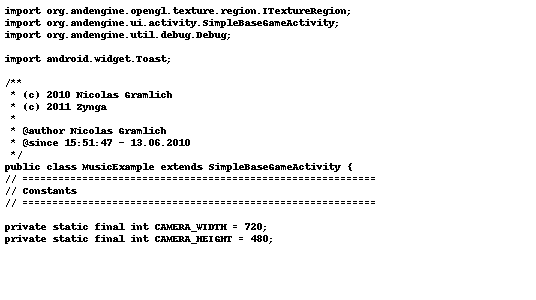 import org.andengine.opengl.texture.region.ITextureRegion;
import org.andengine.ui.activity.SimpleBaseGameActivity;
import org.andengine.util.debug.Debug;
import android.widget.Toast;
/**
* (c) 2010 Nicolas Gramlich
* (c) 2011 Zynga
*
* @author Nicolas Gramlich
* @since 15:51:47 - 13.06.2010
*/
public class MusicExample extends SimpleBaseGameActivity {
// ===========================================================
// Constants
// ===========================================================
private static final int CAMERA_WIDTH = 720;
private static final int CAMERA_HEIGHT = 480;